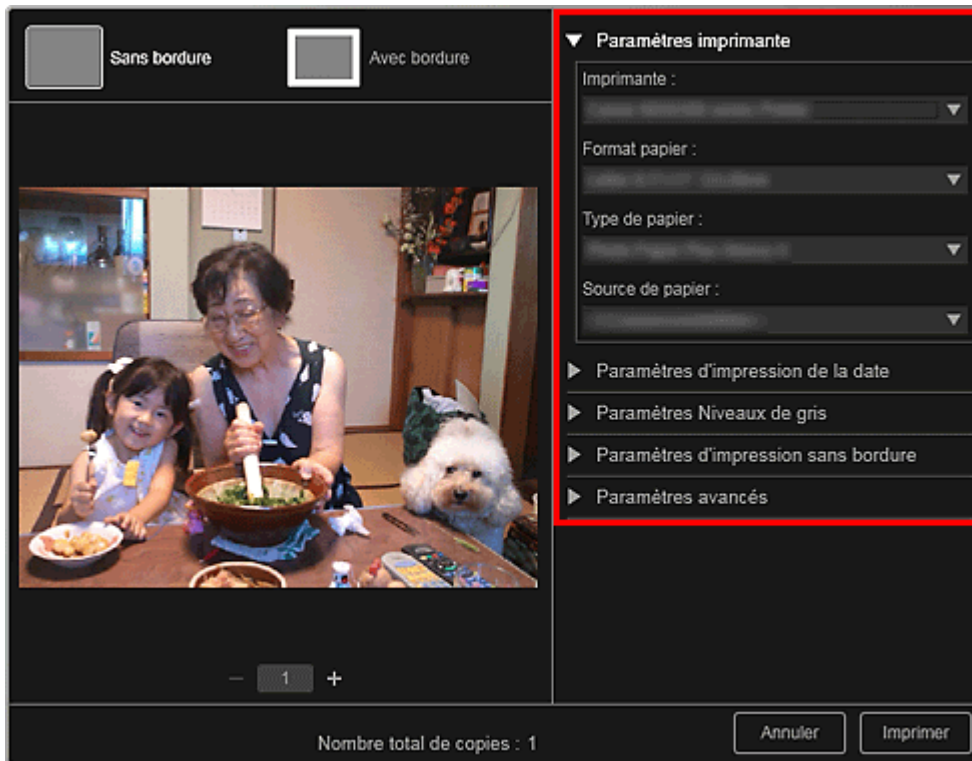 Sans bordure
Avec bordure
1
Nombre total de copies : 1
Paramètres imprimante
Imprimante :
Format papier :
Type de papier :
Source de papier :
Paramètres d'impression de la date
Paramètres Niveaux de gris
Paramètres d'impression sans bordure
Paramètres avancés
Annuler
Imprimer